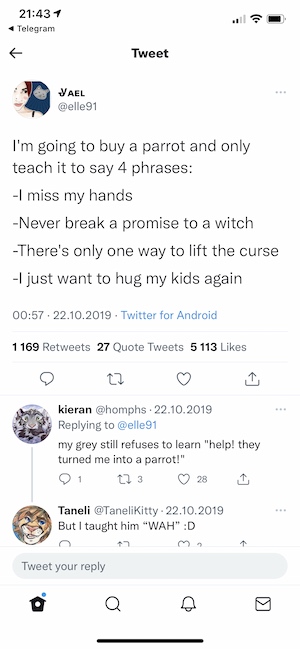 21:43
◀ Telegram
Tweet
YAEL
@elle91
I'm going to buy a parrot and only
teach it to say 4 phrases:
-I miss my hands
-Never break a promise to a witch
-There's only one way to lift the curse
-I just want to hug my kids again
00:57 · 22.10.2019 · Twitter for Android
1 169 Retweets 27 Quote Tweets 5 113 Likes
kieran @homphs · 22.10.2019
Replying to @elle91
my grey still refuses to learn "help! they
turned me into a parrot!"
1 3 28
Taneli @TaneliKitty · 22.10.2019
But I taught him “WAH” :D
2
Tweet your reply